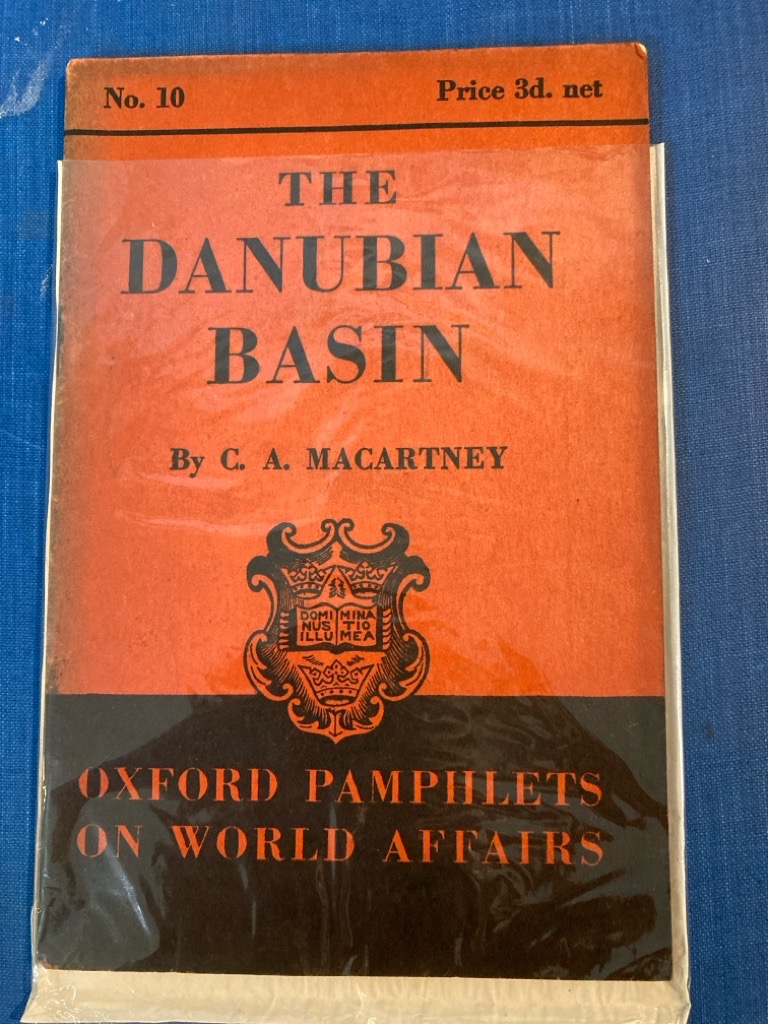 No. 10 Price 3d. net
THE
DANUBIAN
BASIN
By C. A. MACARTNEY
DOMI MINA
NUS TIO
ILLU MEA
OXFORD PAMPHLETS
ON WORLD AFFAIRS